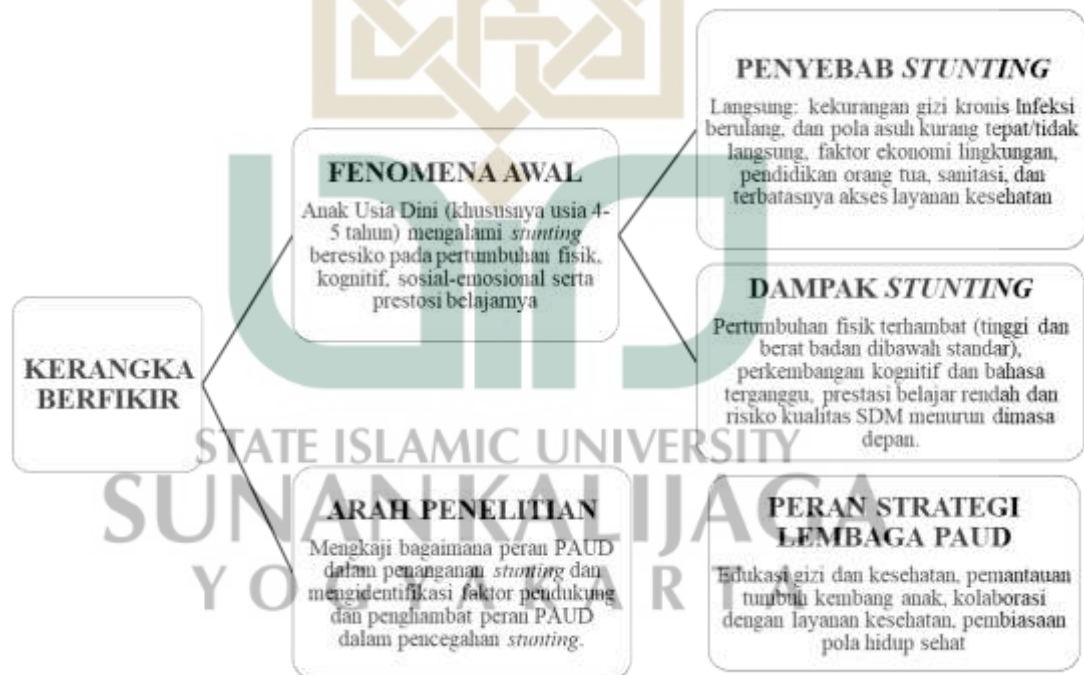 PENYEBAB STUNTING
Langsung: kekurangan gizi kronis Infeksi
berulang, dan pola asuh kurang tepat/tidak
langsung, faktor ekonomi lingkungan,
pendidikan orang tua, sanitasi, dan
terbatasnya akses layanan kesehatan
FENOMENA AWAL
Anak Usia Dini (khususnya usia 4-
5 tahun) mengalami stunting
beresiko pada pertumbuhan fisik,
kognitif, sosial-emosional serta
prestosi belajarnya
DAMPAK STUNTING
Pertumbuhan fisik terhambat (tinggi dan
berat badan dibawah standar),
perkembangan kognitif dan bahasa
terganggu, prestasi belajar rendah dan
risiko kualitas SDM menurun dimasa
depan.
KERANGKA
BERFIKIR
STATE ISLAMIC UNIVERSITY
SUNAN KALIJAGA
YOGYAKARTA
ARAH PENELITIAN
Mengkaji bagaimana peran PAUD
dalam penanganan stunting dan
mengidentifikasi faktor pendukung
dan penghambat peran PAUD
dalam pencegahan stunting.
PERAN STRATEGI
LEMBAGA PAUD
Edukasi gizi dan kesehatan, pemantauan
tumbuh kembang anak, kolaborasi
dengan layanan kesehatan, pembiasaan
pola hidup sehat